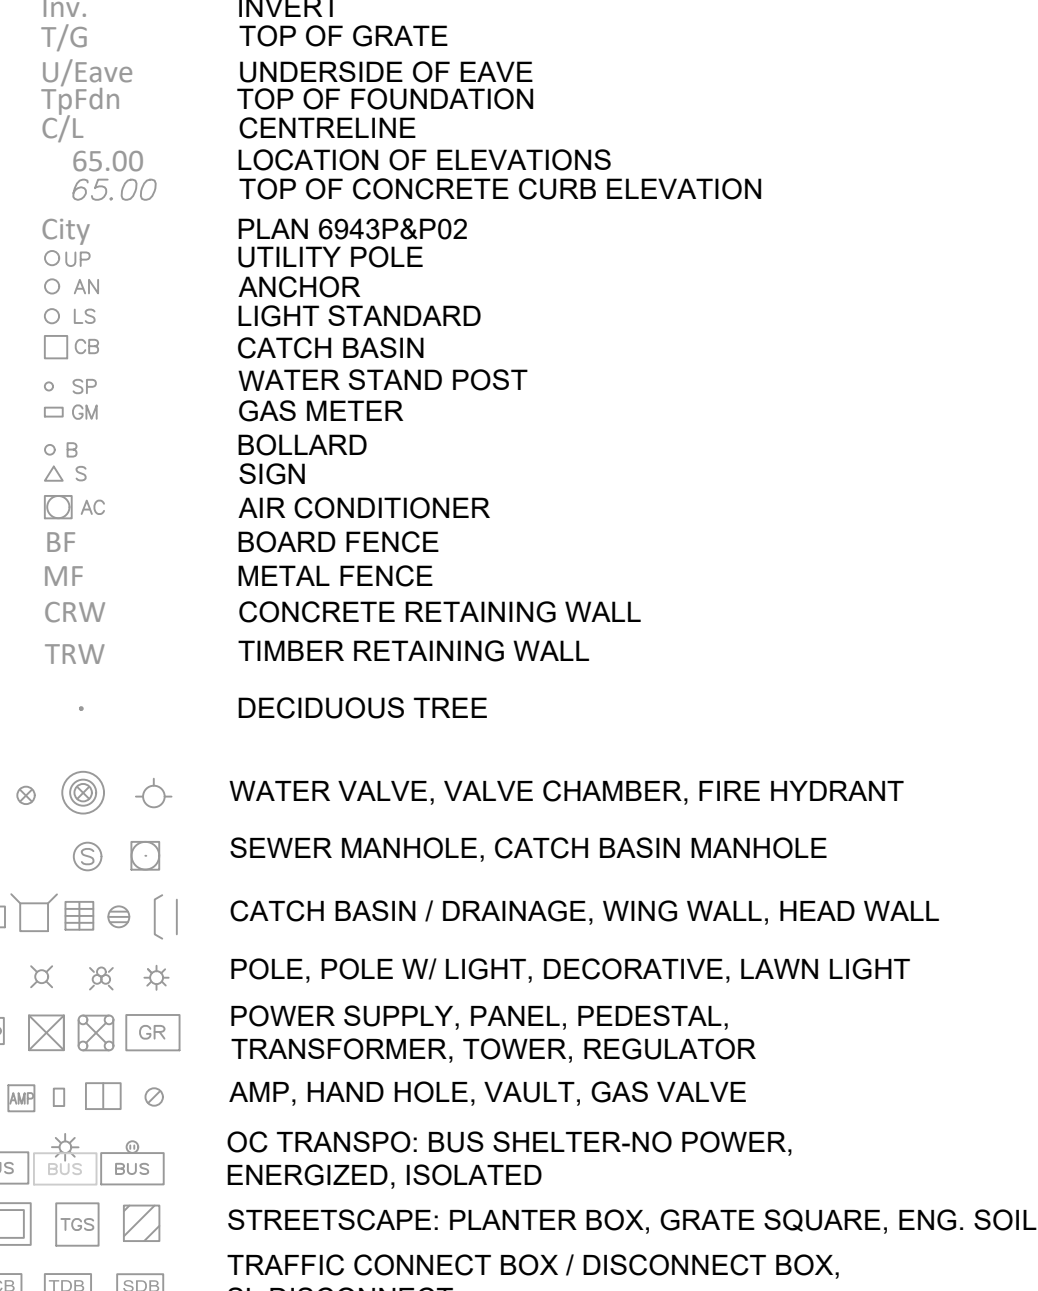 Inv. INVERT
T/G TOP OF GRATE
U/Eave UNDERSIDE OF EAVE
TpFdn TOP OF FOUNDATION
C/L CENTRELINE
65.00 LOCATION OF ELEVATIONS
65.00 TOP OF CONCRETE CURB ELEVATION
City PLAN 6943P&P02
UP UTILITY POLE
AN ANCHOR
LS LIGHT STANDARD
CB CATCH BASIN
SP WATER STAND POST
GM GAS METER
B BOLLARD
S SIGN
AC AIR CONDITIONER
BF BOARD FENCE
MF METAL FENCE
CRW CONCRETE RETAINING WALL
TRW TIMBER RETAINING WALL
DECIDUOUS TREE
WATER VALVE, VALVE CHAMBER, FIRE HYDRANT
S SEWER MANHOLE, CATCH BASIN MANHOLE
CATCH BASIN / DRAINAGE, WING WALL, HEAD WALL
POLE, POLE W/ LIGHT, DECORATIVE, LAWN LIGHT
POWER SUPPLY, PANEL, PEDESTAL,
GR TRANSFORMER, TOWER, REGULATOR
AMP AMP, HAND HOLE, VAULT, GAS VALVE
OC TRANSPO: BUS SHELTER-NO POWER,
BUS BUS ENERGIZED, ISOLATED
TGS STREETSCAPE: PLANTER BOX, GRATE SQUARE, ENG. SOIL
TRAFFIC CONNECT BOX / DISCONNECT BOX,
TDB SDB SL DISCONNECT